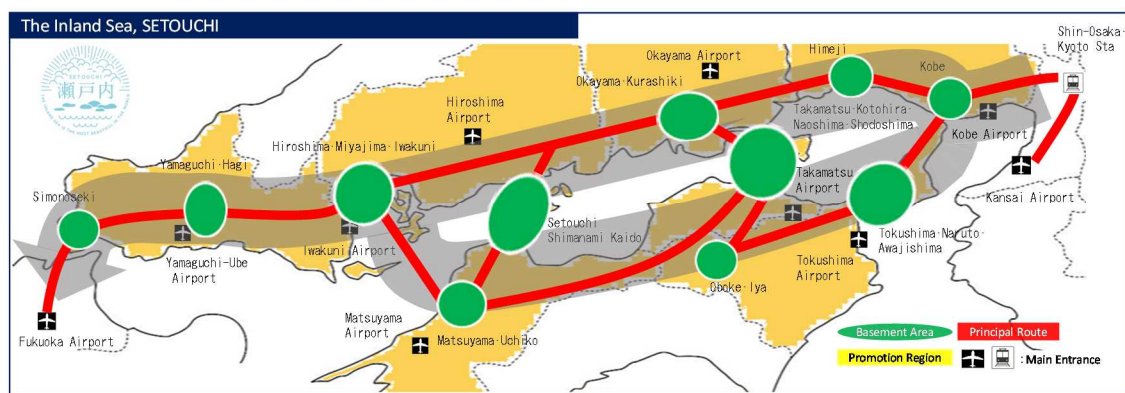 The Inland Sea, SETOUCHI
SETOUCHI
瀬戸内
Shin-Osaka·
Kyoto Sta
Himeji
Okayama Airport
Kobe
Okayama·Kurashiki
Hiroshima
Airport
Takamatsu·Kotohira·
Naoshima·Shodoshima
Kobe Airport
Hiroshima·Miyajima·Iwakuni
Yamaguchi·Hagi
Takamatsu
Airport
Kansai Airport
Simonoseki
Setouchi
Shimanami Kaido
Iwakuni Airport
Tokushima·Naruto·
Awajishima
Yamaguchi-Ube
Airport
Tokushima
Airport
Oboke·Iya
Matsuyama
Airport
Fukuoka Airport
Matsuyama·Uchiko
Basement Area
Principal Route
Promotion Region
: Main Entrance